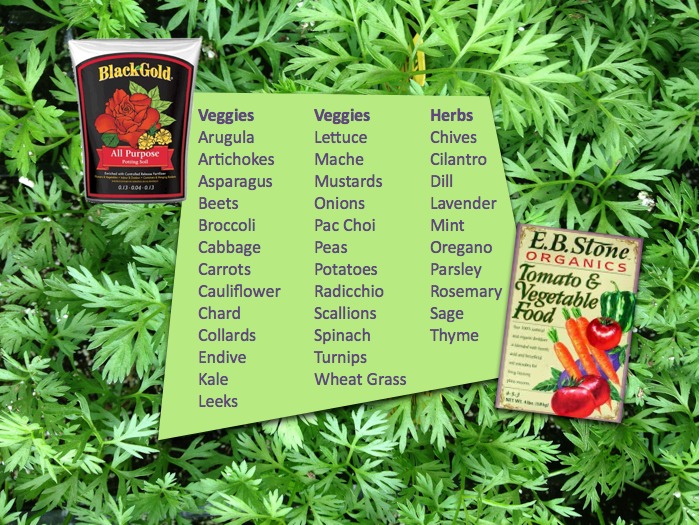 BlackGold
All Purpose
Potting Soil
Enriched with Controlled Release Fertilizer
0.13 - 0.04 - 0.13
Veggies
Arugula
Artichokes
Asparagus
Beets
Broccoli
Cabbage
Carrots
Cauliflower
Chard
Collards
Endive
Kale
Leeks
Veggies
Lettuce
Mache
Mustards
Onions
Pac Choi
Peas
Potatoes
Radicchio
Scallions
Spinach
Turnips
Wheat Grass
Herbs
Chives
Cilantro
Dill
Lavender
Mint
Oregano
Parsley
Rosemary
Sage
Thyme
E.B. Stone
ORGANICS
Tomato &
Vegetable
Food